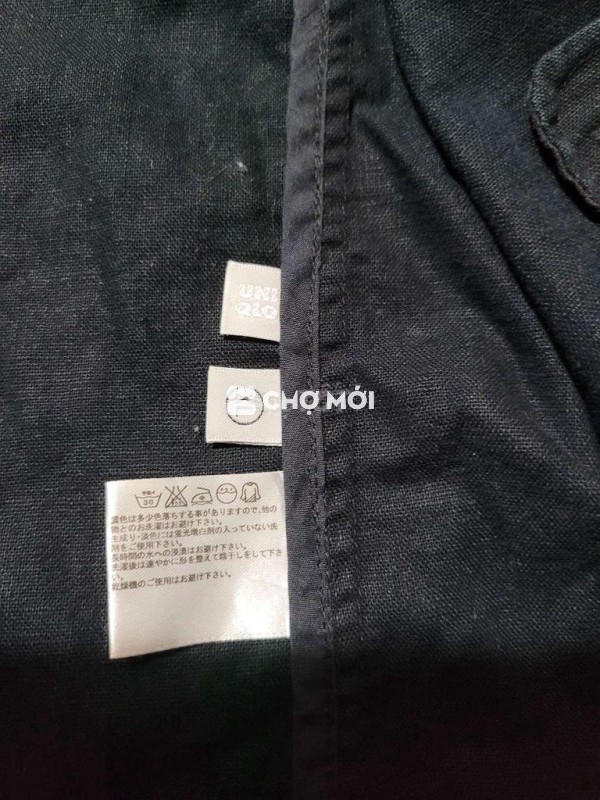 UNI
QLO
CHỢ MỚI
手洗イ
30
濃色は多少色落ちする事がありますので、他の
物とのお洗濯はお避け下さい。
生成り・淡色には蛍光増白剤の入っていない洗
剤をご使用下さい。
長時間の水への浸漬はお避け下さい。
洗濯後は速やかに形を整えて陰干しをして下さ
い。
乾燥機のご使用はお避け下さい。